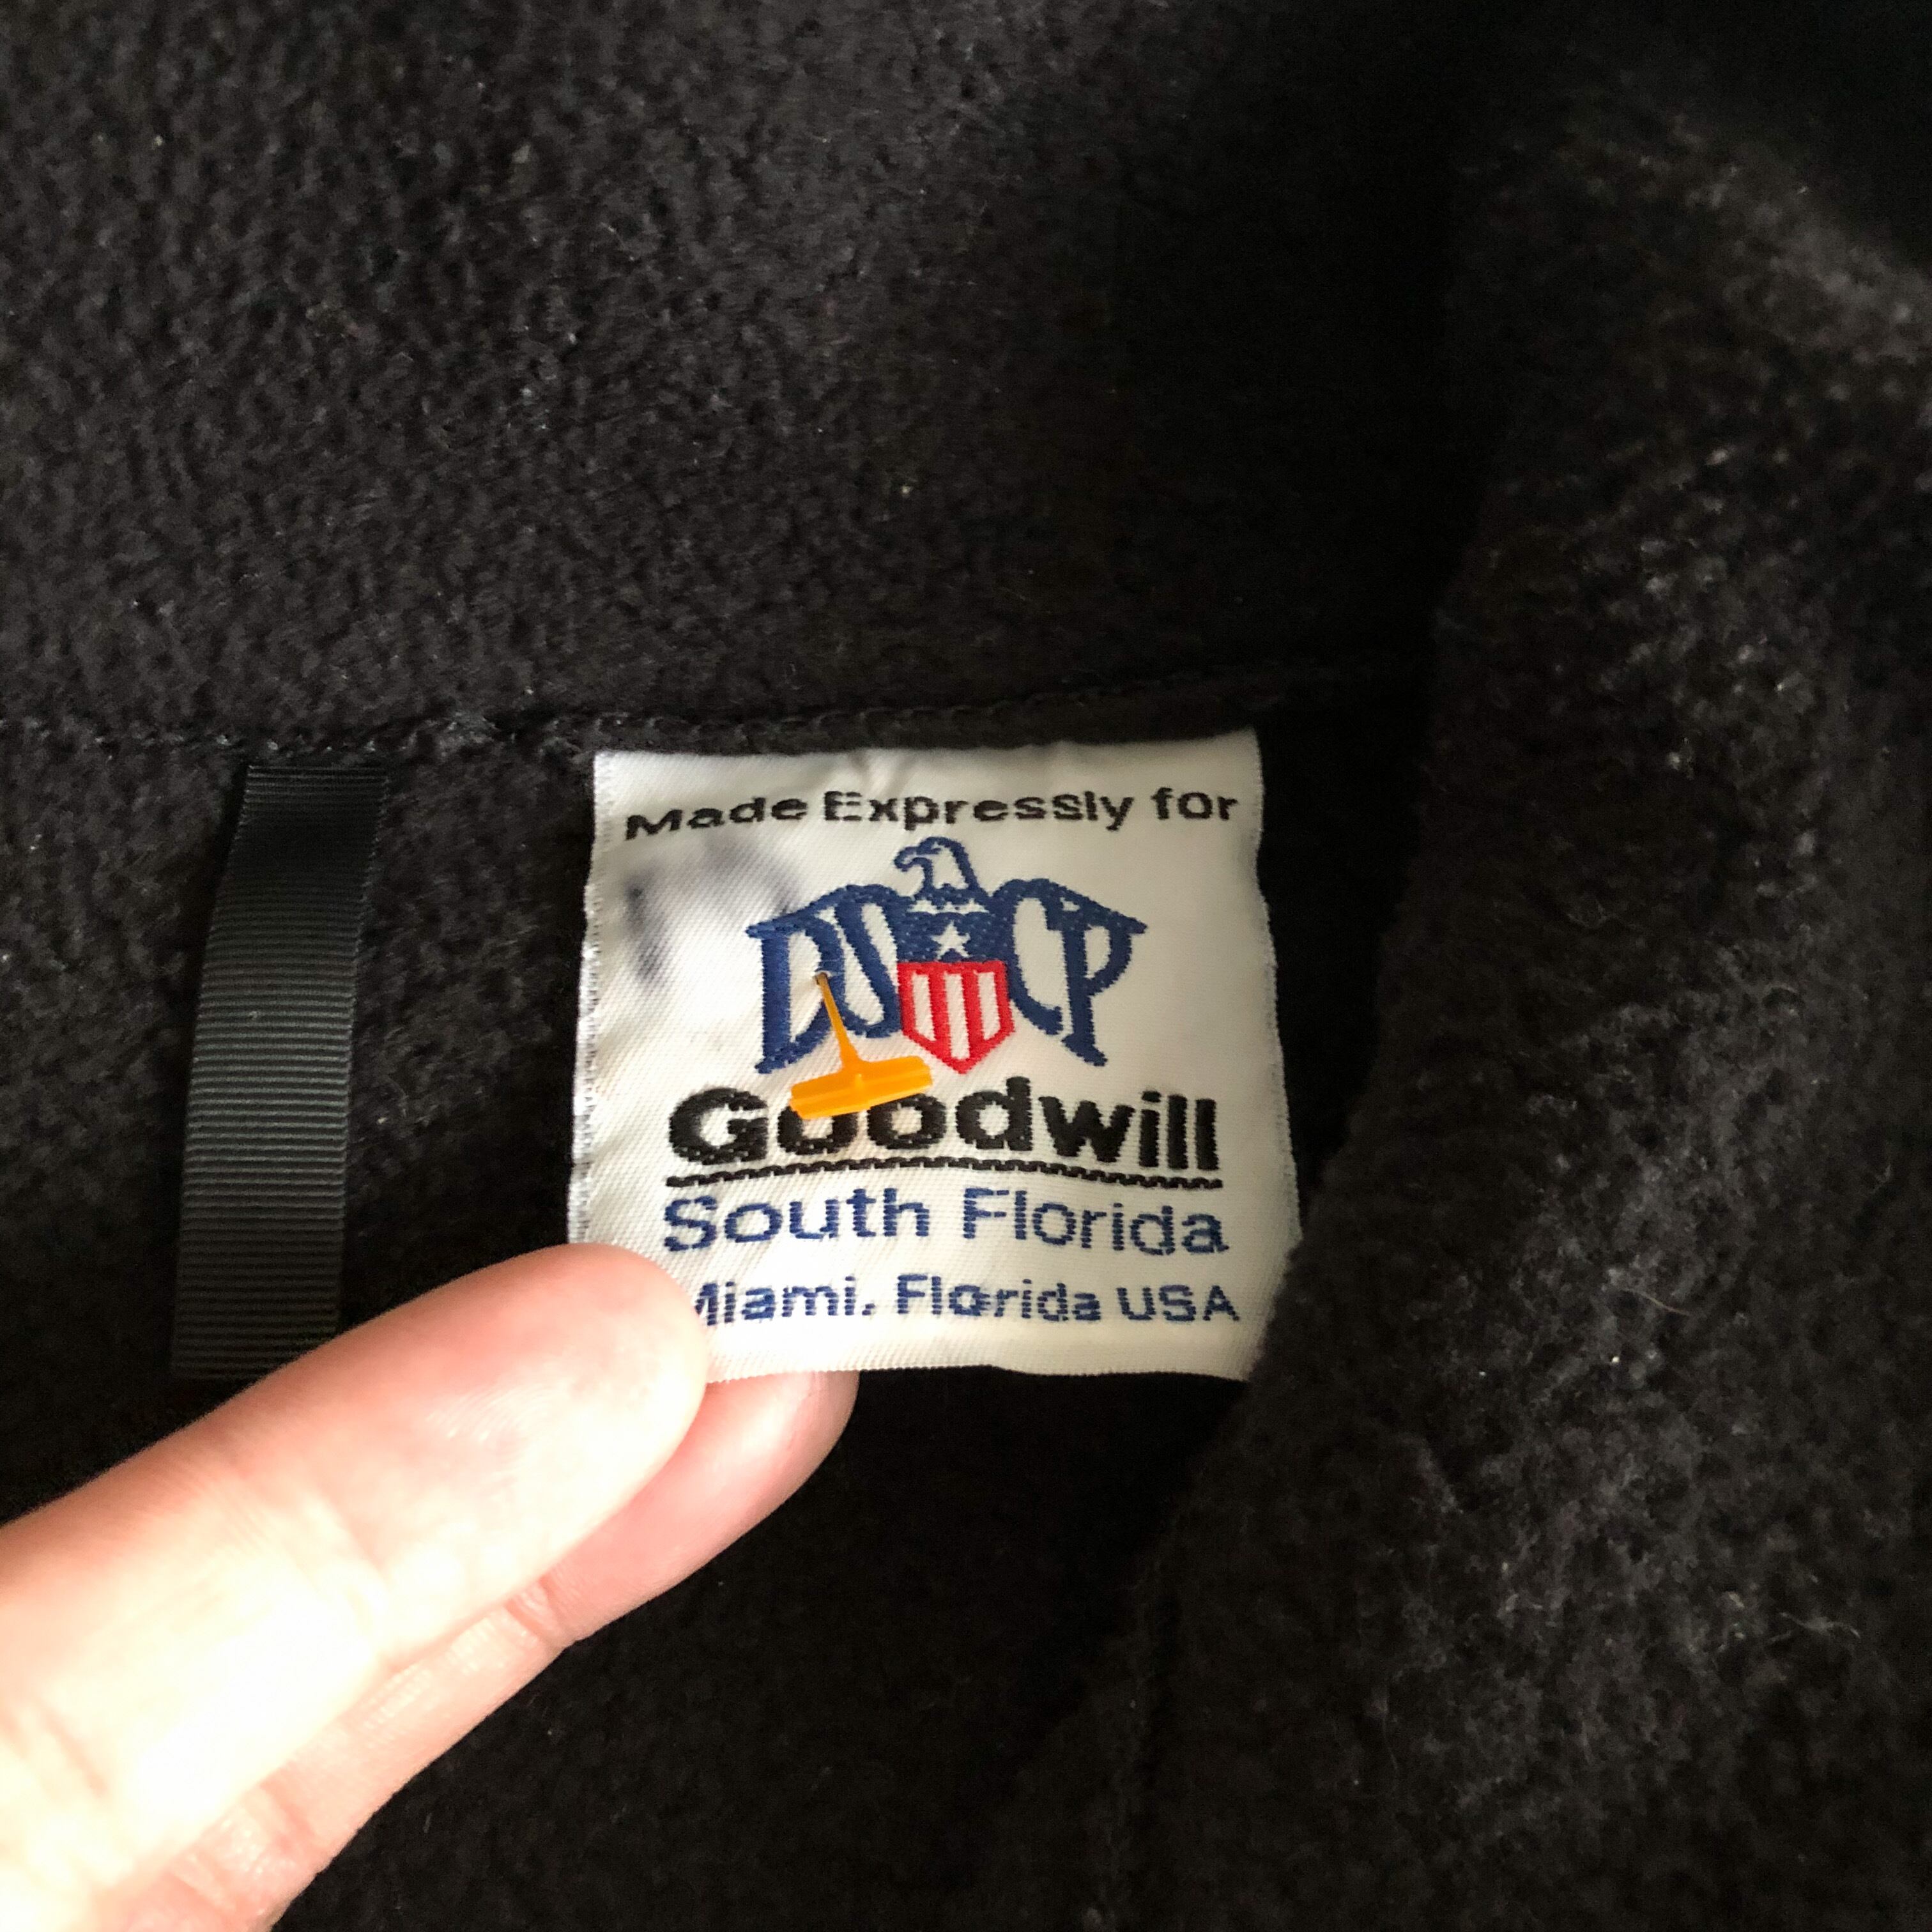 Made Expressly for
DSCP
Goodwill
South Florida
Miami, Florida USA